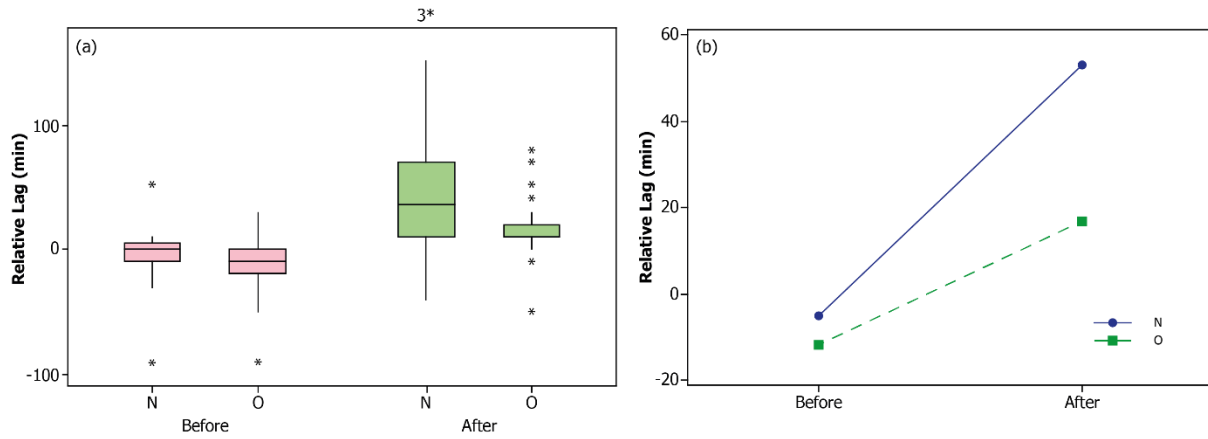 3*
(a)
Relative Lag (min)
100
0
-100
N O N O
Before After
(b)
Relative Lag (min)
60
40
20
0
-20
Before After
N
O